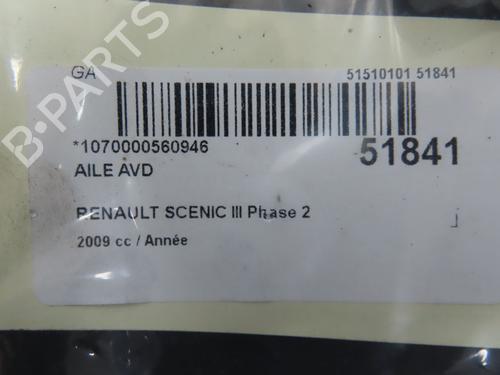 GA 51510101 51841
*1070000560946 51841
AILE AVD
RENAULT SCENIC III Phase 2
2009 cc / Année
B-PARTS